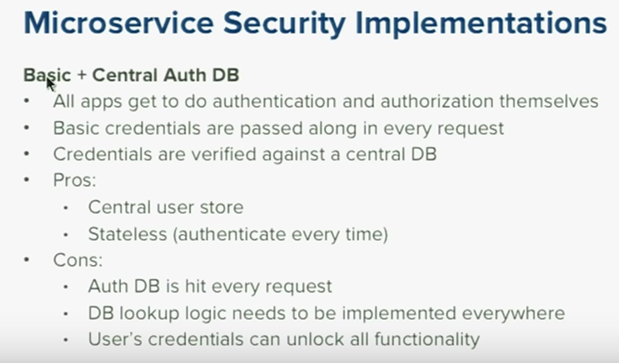 Microservice Security Implementations
Basic + Central Auth DB
• All apps get to do authentication and authorization themselves
• Basic credentials are passed along in every request
• Credentials are verified against a central DB
• Pros:
• Central user store
• Stateless (authenticate every time)
• Cons:
• Auth DB is hit every request
• DB lookup logic needs to be implemented everywhere
• User's credentials can unlock all functionality